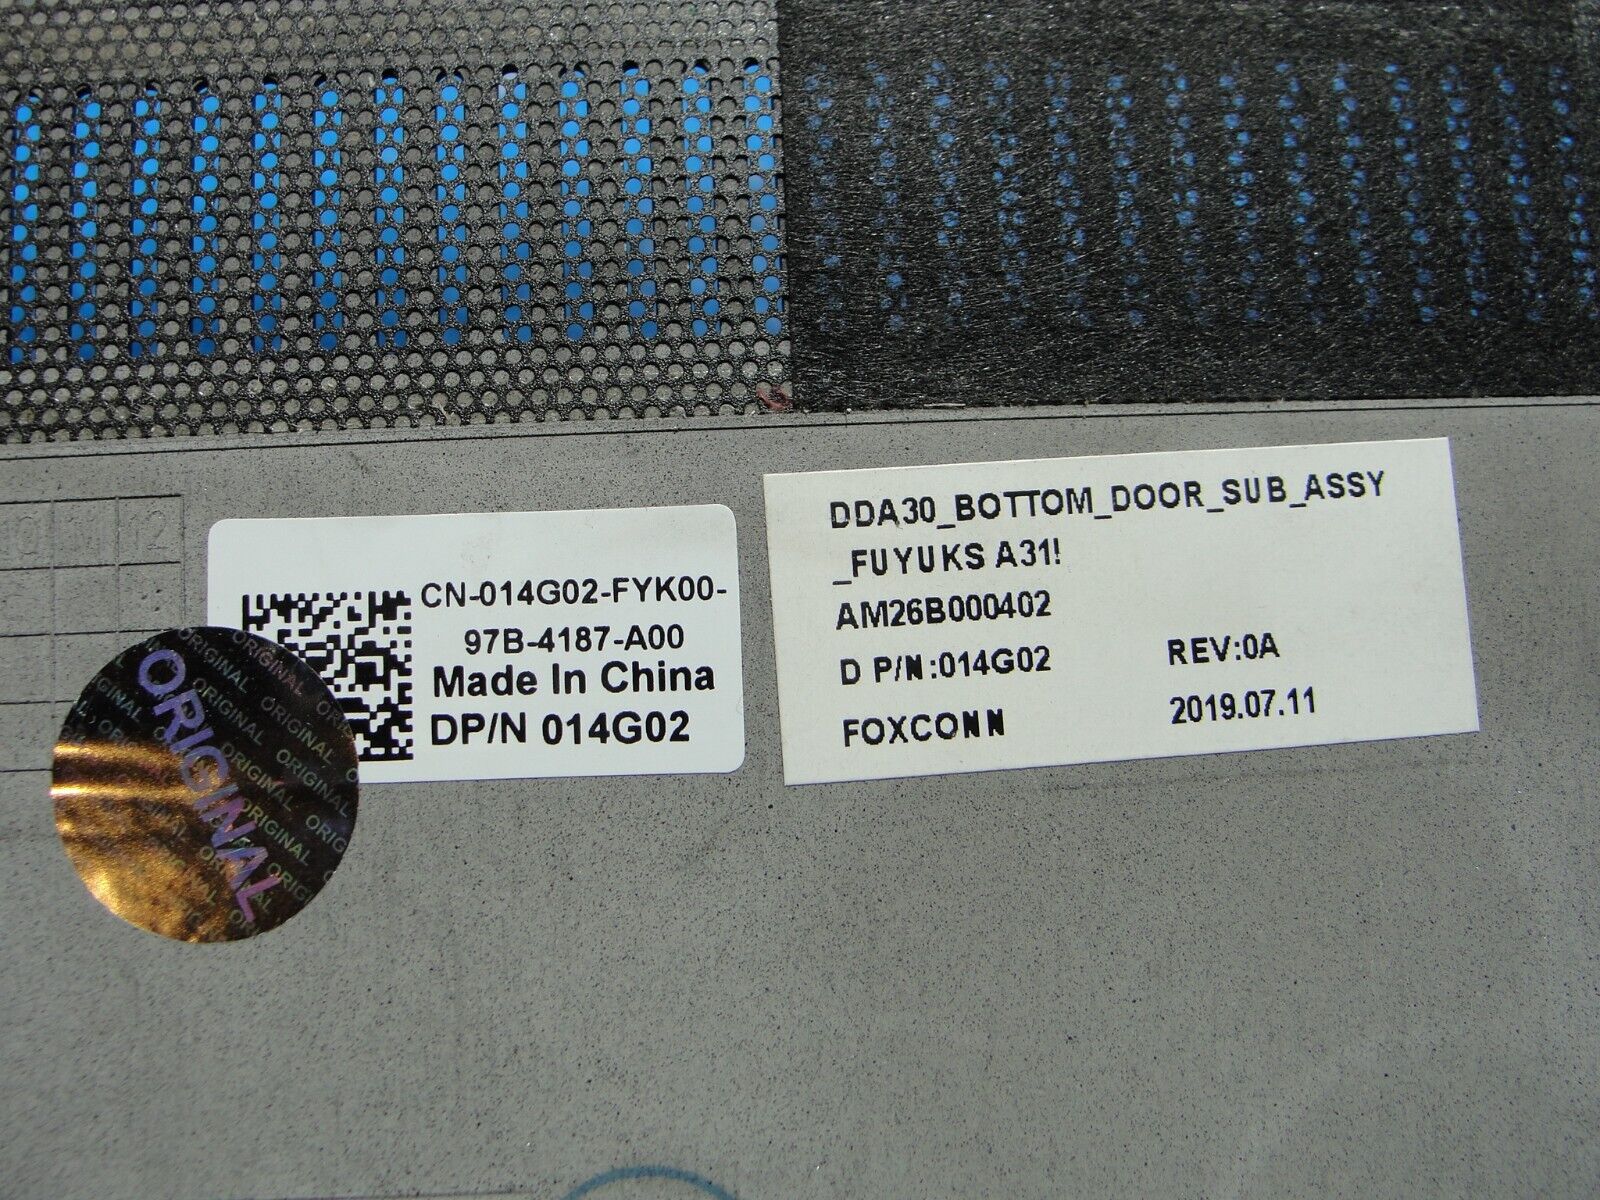 CN-014G02-FYK00-
97B-4187-A00
Made In China
DP/N 014G02
DDA30_BOTTOM_DOOR_SUB_ASSY
_FUYUKS A31!
AM26B000402
D P/N:014G02
REV:0A
FOXCONN
2019.07.11
ORIGINAL
12